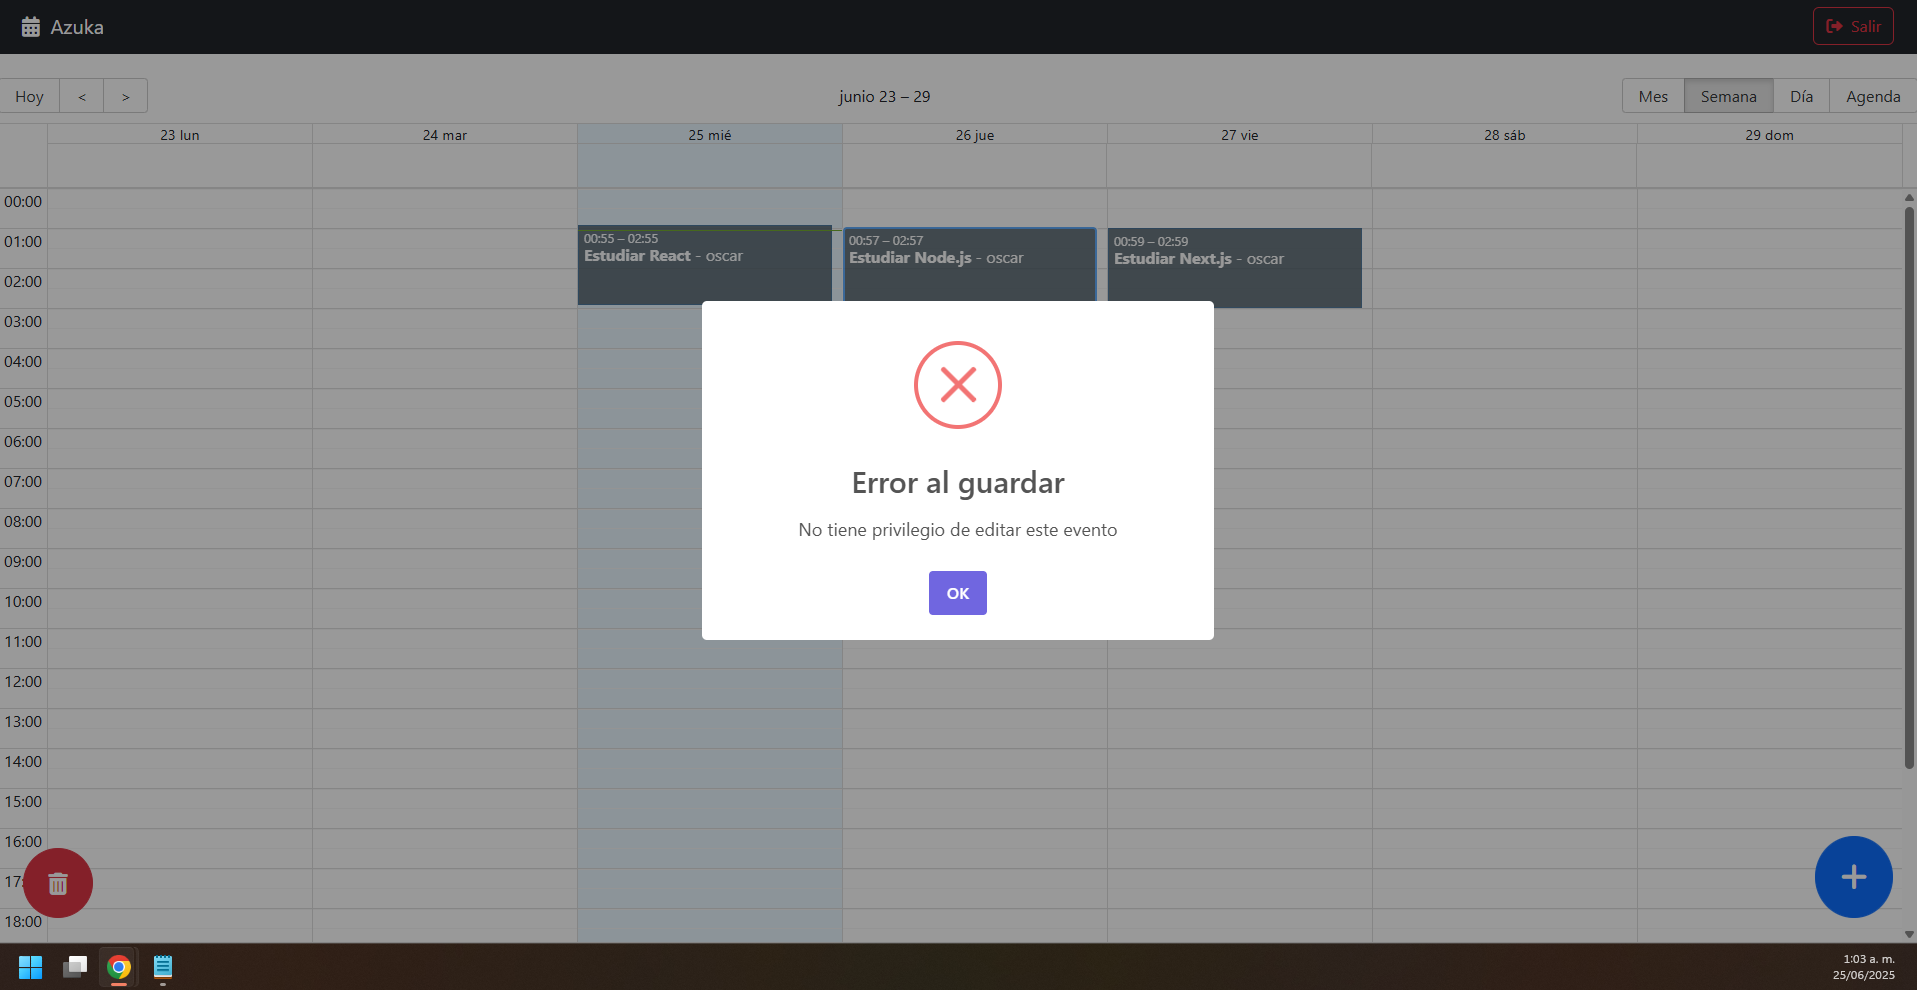 Azuka
Salir
Hoy < >
junio 23 – 29
Mes Semana Día Agenda
23 lun 24 mar 25 mié 26 jue 27 vie 28 sáb 29 dom
00:00
01:00
02:00
03:00
04:00
05:00
06:00
07:00
08:00
09:00
10:00
11:00
12:00
13:00
14:00
15:00
16:00
17:
18:00
00:55 – 02:55
Estudiar React - oscar
00:57 – 02:57
Estudiar Node.js - oscar
00:59 – 02:59
Estudiar Next.js - oscar
Error al guardar
No tiene privilegio de editar este evento
OK
1:03 a. m.
25/06/2025